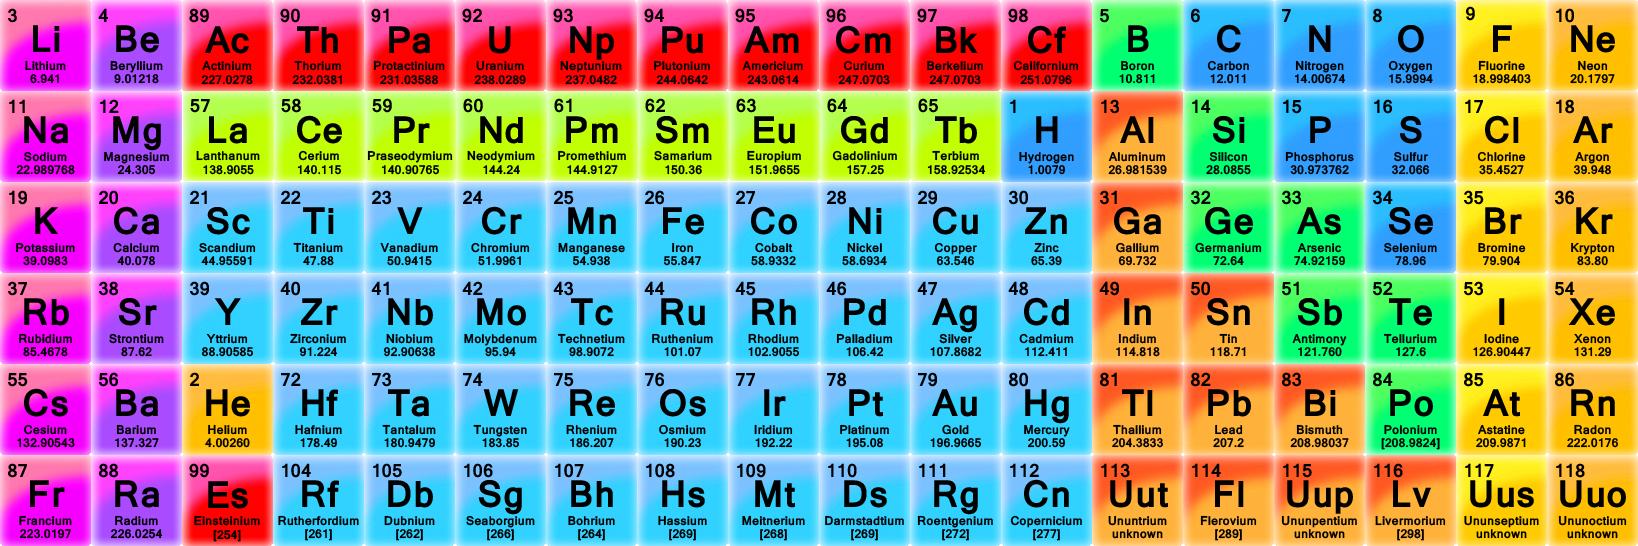 3 4 89 90 91 92 93 94 95 96 97 98 5 6 7 8 9 10
Li Be Ac Th Pa U Np Pu Am Cm Bk Cf B C N O F Ne
Lithium Beryllium Actinium Thorium Protactinium Uranium Neptunium Plutonium Americium Curium Berkelium Californium Boron Carbon Nitrogen Oxygen Fluorine Neon
6.941 9.01218 227.0278 232.0381 231.03588 238.0289 237.0482 244.0642 243.0614 247.0703 247.0703 251.0796 10.811 12.011 14.00674 15.9994 18.998403 20.1797
11 12 57 58 59 60 61 62 63 64 65 1 13 14 15 16 17 18
Na Mg La Ce Pr Nd Pm Sm Eu Gd Tb H Al Si P S Cl Ar
Sodium Magnesium Lanthanum Cerium Praseodymium Neodymium Promethium Samarium Europium Gadolinium Terbium Hydrogen Aluminum Silicon Phosphorus Sulfur Chlorine Argon
22.989768 24.305 138.9055 140.115 140.90765 144.24 144.9127 150.36 151.9655 157.25 158.92534 1.0079 26.981539 28.0855 30.973762 32.066 35.4527 39.948
19 20 21 22 23 24 25 26 27 28 29 30 31 32 33 34 35 36
K Ca Sc Ti V Cr Mn Fe Co Ni Cu Zn Ga Ge As Se Br Kr
Potassium Calcium Scandium Titanium Vanadium Chromium Manganese Iron Cobalt Nickel Copper Zinc Gallium Germanium Arsenic Selenium Bromine Krypton
39.0983 40.078 44.95591 47.88 50.9415 51.9961 54.938 55.847 58.9332 58.6934 63.546 65.39 69.732 72.64 74.92159 78.96 79.904 83.80
37 38 39 40 41 42 43 44 45 46 47 48 49 50 51 52 53 54
Rb Sr Y Zr Nb Mo Tc Ru Rh Pd Ag Cd In Sn Sb Te I Xe
Rubidium Strontium Yttrium Zirconium Niobium Molybdenum Technetium Ruthenium Rhodium Palladium Silver Cadmium Indium Tin Antimony Tellurium Iodine Xenon
85.4678 87.62 88.90585 91.224 92.90638 95.94 98.9072 101.07 102.9055 106.42 107.8682 112.411 114.818 118.71 121.760 127.6 126.90447 131.29
55 56 2 72 73 74 75 76 77 78 79 80 81 82 83 84 85 86
Cs Ba He Hf Ta W Re Os Ir Pt Au Hg Tl Pb Bi Po At Rn
Cesium Barium Helium Hafnium Tantalum Tungsten Rhenium Osmium Iridium Platinum Gold Mercury Thallium Lead Bismuth Polonium Astatine Radon
132.90543 137.327 4.00260 178.49 180.9479 183.85 186.207 190.23 192.22 195.08 196.9665 200.59 204.3833 207.2 208.98037 [208.9824] 209.9871 222.0176
87 88 99 104 105 106 107 108 109 110 111 112 113 114 115 116 117 118
Fr Ra Es Rf Db Sg Bh Hs Mt Ds Rg Cn Uut Fl Uup Lv Uus Uuo
Francium Radium Einsteinium Rutherfordium Dubnium Seaborgium Bohrium Hassium Meitnerium Darmstadtium Roentgenium Copernicium Ununtrium Flerovium Ununpentium Livermorium Ununseptium Ununoctium
223.0197 226.0254 [254] [261] [262] [266] [264] [269] [268] [269] [272] [277] unknown [289] unknown [298] unknown unknown